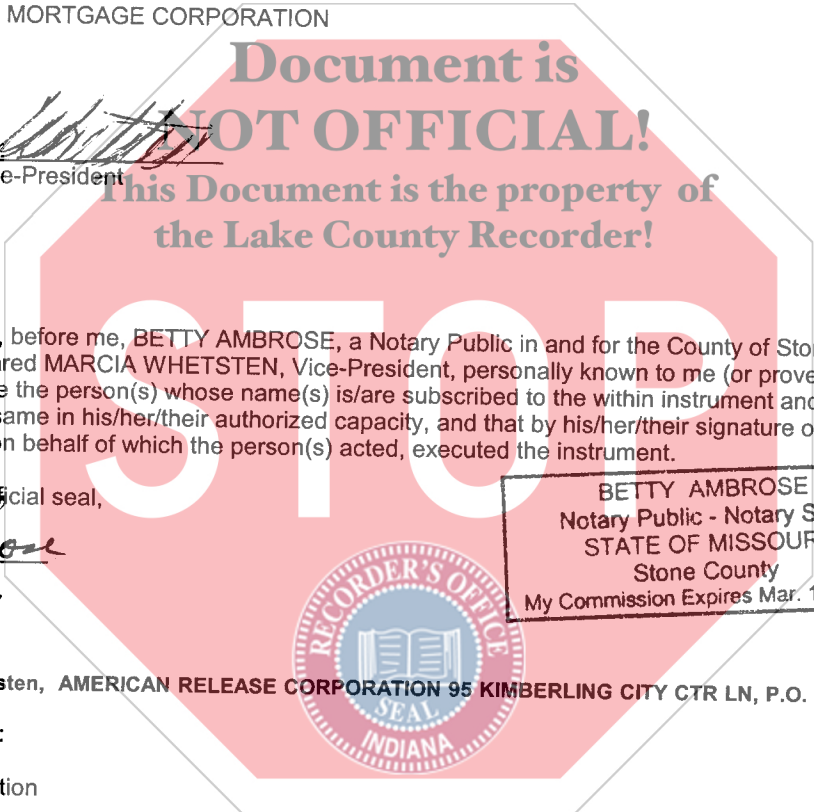 MORTGAGE CORPORATION
Document is
NOT OFFICIAL!
e-President
This Document is the property of
the Lake County Recorder!
STOP
, before me, BETTY AMBROSE, a Notary Public in and for the County of Sto
ared MARCIA WHETSTEN, Vice-President, personally known to me (or prove
e the person(s) whose name(s) is/are subscribed to the within instrument and
same in his/her/their authorized capacity, and that by his/her/their signature o
on behalf of which the person(s) acted, executed the instrument.
icial seal,
ose
BETTY AMBROSE
Notary Public - Notary S
STATE OF MISSOUR
Stone County
My Commission Expires Mar. 1
RECORDER'S OFFICE
SEAL
INDIANA
sten, AMERICAN RELEASE CORPORATION 95 KIMBERLING CITY CTR LN, P.O.
:
tion